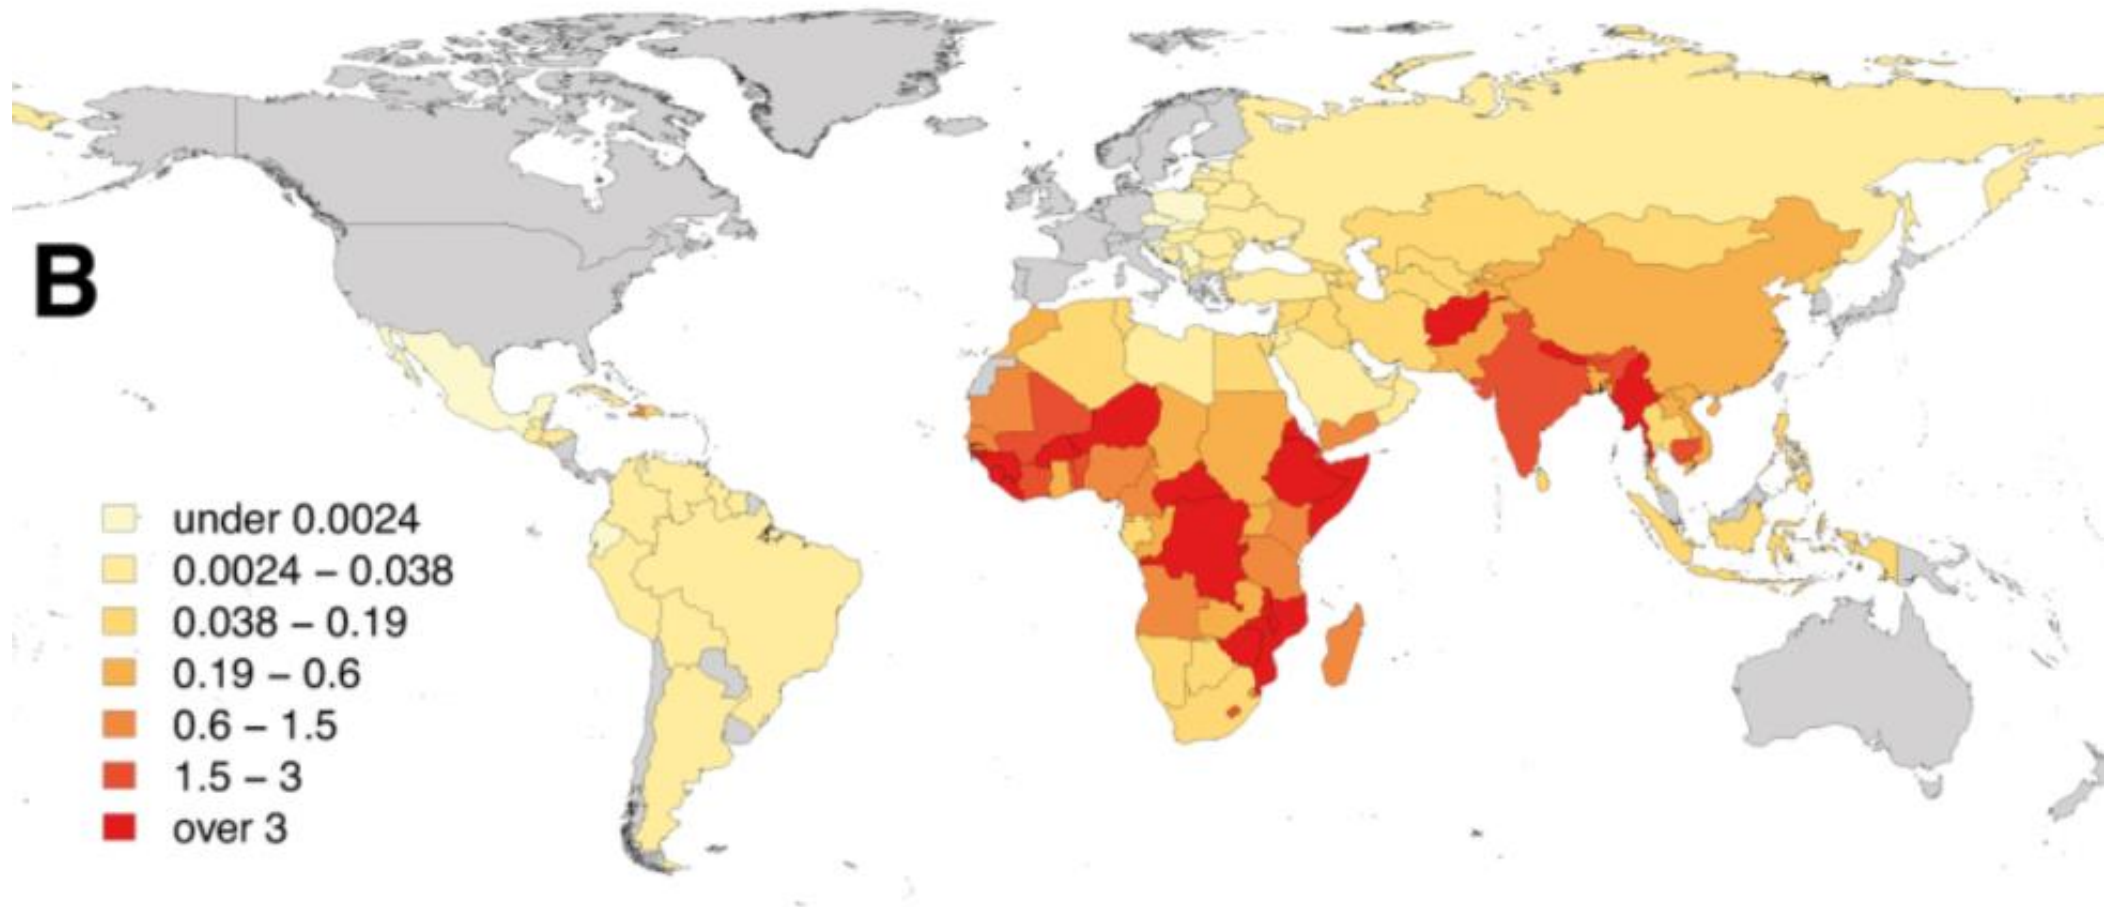 B
under 0.0024
0.0024 – 0.038
0.038 – 0.19
0.19 – 0.6
0.6 – 1.5
1.5 – 3
over 3